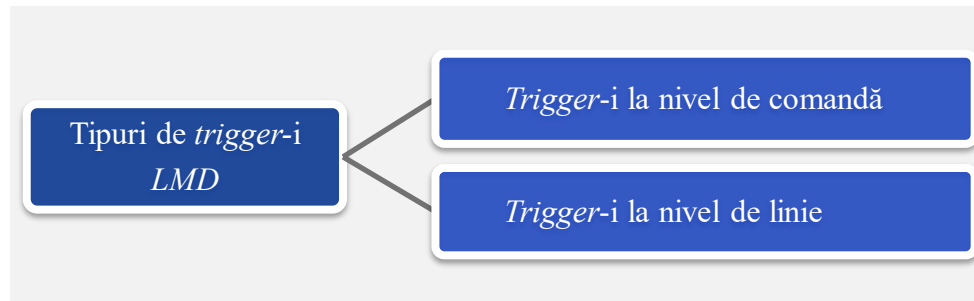 Tipuri de trigger-i
LMD
Trigger-i la nivel de comandă
Trigger-i la nivel de linie